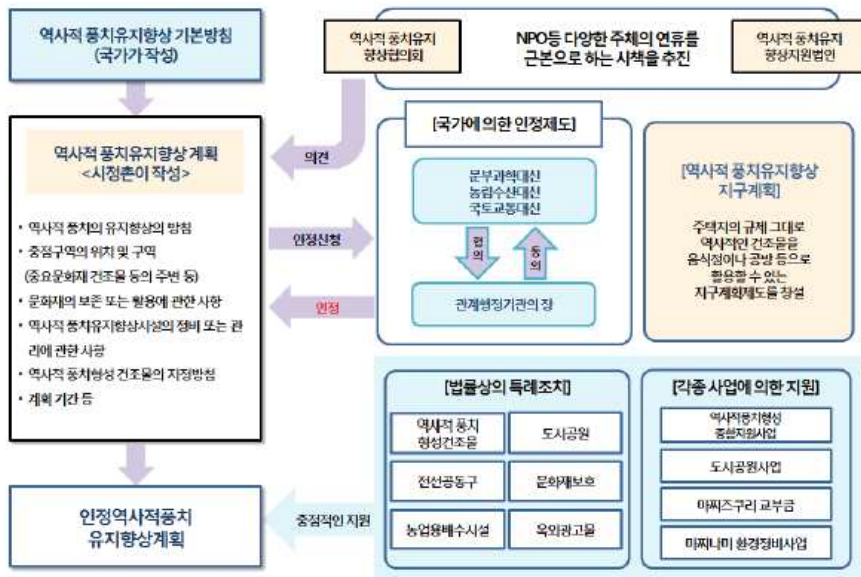 역사적 풍치유지향상 기본방침
(국가가 작성)
역사적 풍치유지
향상협의회
NPO등 다양한 주체의 연휴를
근본으로 하는 시책을 추진
역사적 풍치유지
향상지원법인
역사적 풍치유지향상 계획
<시정촌이 작성>
• 역사적 풍치의 유지향상의 방침
• 중점구역의 위치 및 구역
(중요문화재 건조물 등의 주변 등)
• 문화재의 보존 또는 활용에 관한 사항
• 역사적 풍치유지향상시설의 정비 또는 관
리에 관한 사항
• 역사적 풍치형성 건조물의 지정방침
• 계획 기간 등
의견
인정신청
인정
[국가에 의한 인정제도]
문부과학대신
농림수산대신
국토교통대신
협의
동의
관계행정기관의 장
[역사적 풍치유지향상
지구계획]
주택지의 규제 그대로
역사적인 건조물을
음식점이나 공방 등으로
활용할 수 있는
지구계획제도를 창설
[법률상의 특례조치]
역사적 풍치
형성건조물
도시공원
전선공동구
문화재보호
농업용배수시설
옥외광고물
[각종 사업에 의한 지원]
역사적풍치형성
종합지원사업
도시공원사업
마찌즈구리 교부금
마찌나미 환경정비사업
중점적인 지원
인정역사적풍치
유지향상계획